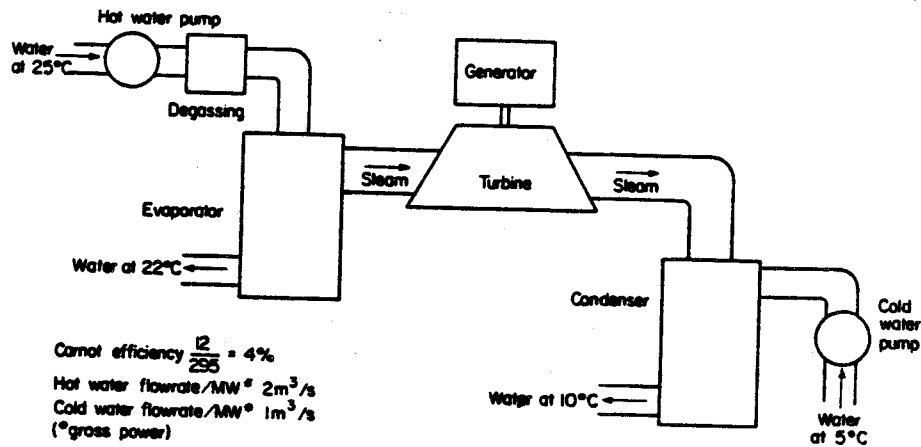 Hot water pump
Water
at 25°C
Degassing
Generator
Steam
Turbine
Steam
Evaporator
Water at 22°C
Condenser
Cold
water
pump
Water at 10°C
Water
at 5°C
Carnot efficiency 12/295 = 4%
Hot water flowrate/MW* 2m³/s
Cold water flowrate/MW* 1m³/s
(*gross power)